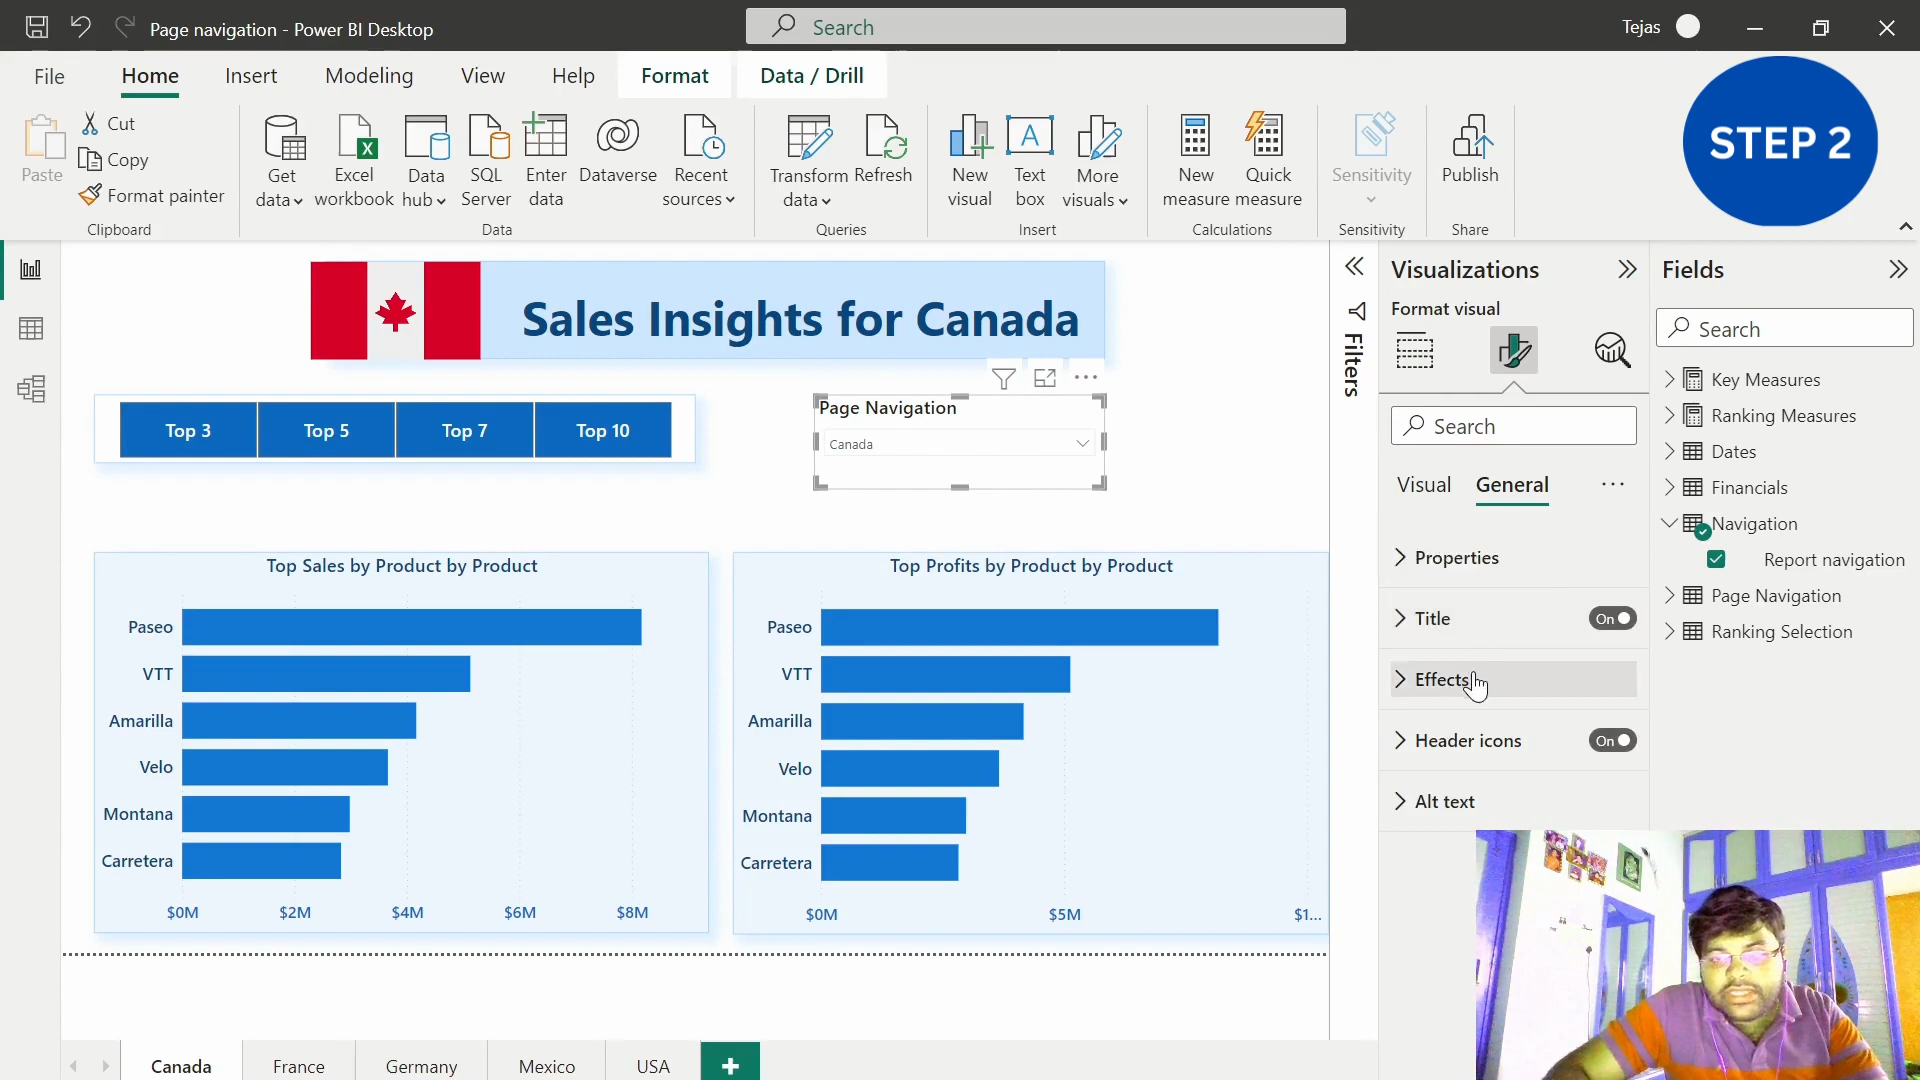 Page navigation - Power BI Desktop
Search
Tejas
File
Home
Insert
Modeling
View
Help
Format
Data / Drill
STEP 2
Paste
Cut
Copy
Format painter
Clipboard
Get data
Excel workbook
Data hub
SQL Server
Enter data
Dataverse
Recent sources
Data
Transform data
Refresh
Queries
New visual
Text box
More visuals
Insert
New measure
Quick measure
Calculations
Sensitivity
Sensitivity
Publish
Share
Sales Insights for Canada
Top 3
Top 5
Top 7
Top 10
Page Navigation
Canada
Top Sales by Product by Product
Paseo
VTT
Amarilla
Velo
Montana
Carretera
$0M
$2M
$4M
$6M
$8M
Top Profits by Product by Product
Paseo
VTT
Amarilla
Velo
Montana
Carretera
$0M
$5M
$1...
Filters
Visualizations
Format visual
Search
Visual
General
Properties
Title
On
Effects
Header icons
On
Alt text
Fields
Search
Key Measures
Ranking Measures
Dates
Financials
Navigation
Report navigation
Page Navigation
Ranking Selection
Canada
France
Germany
Mexico
USA